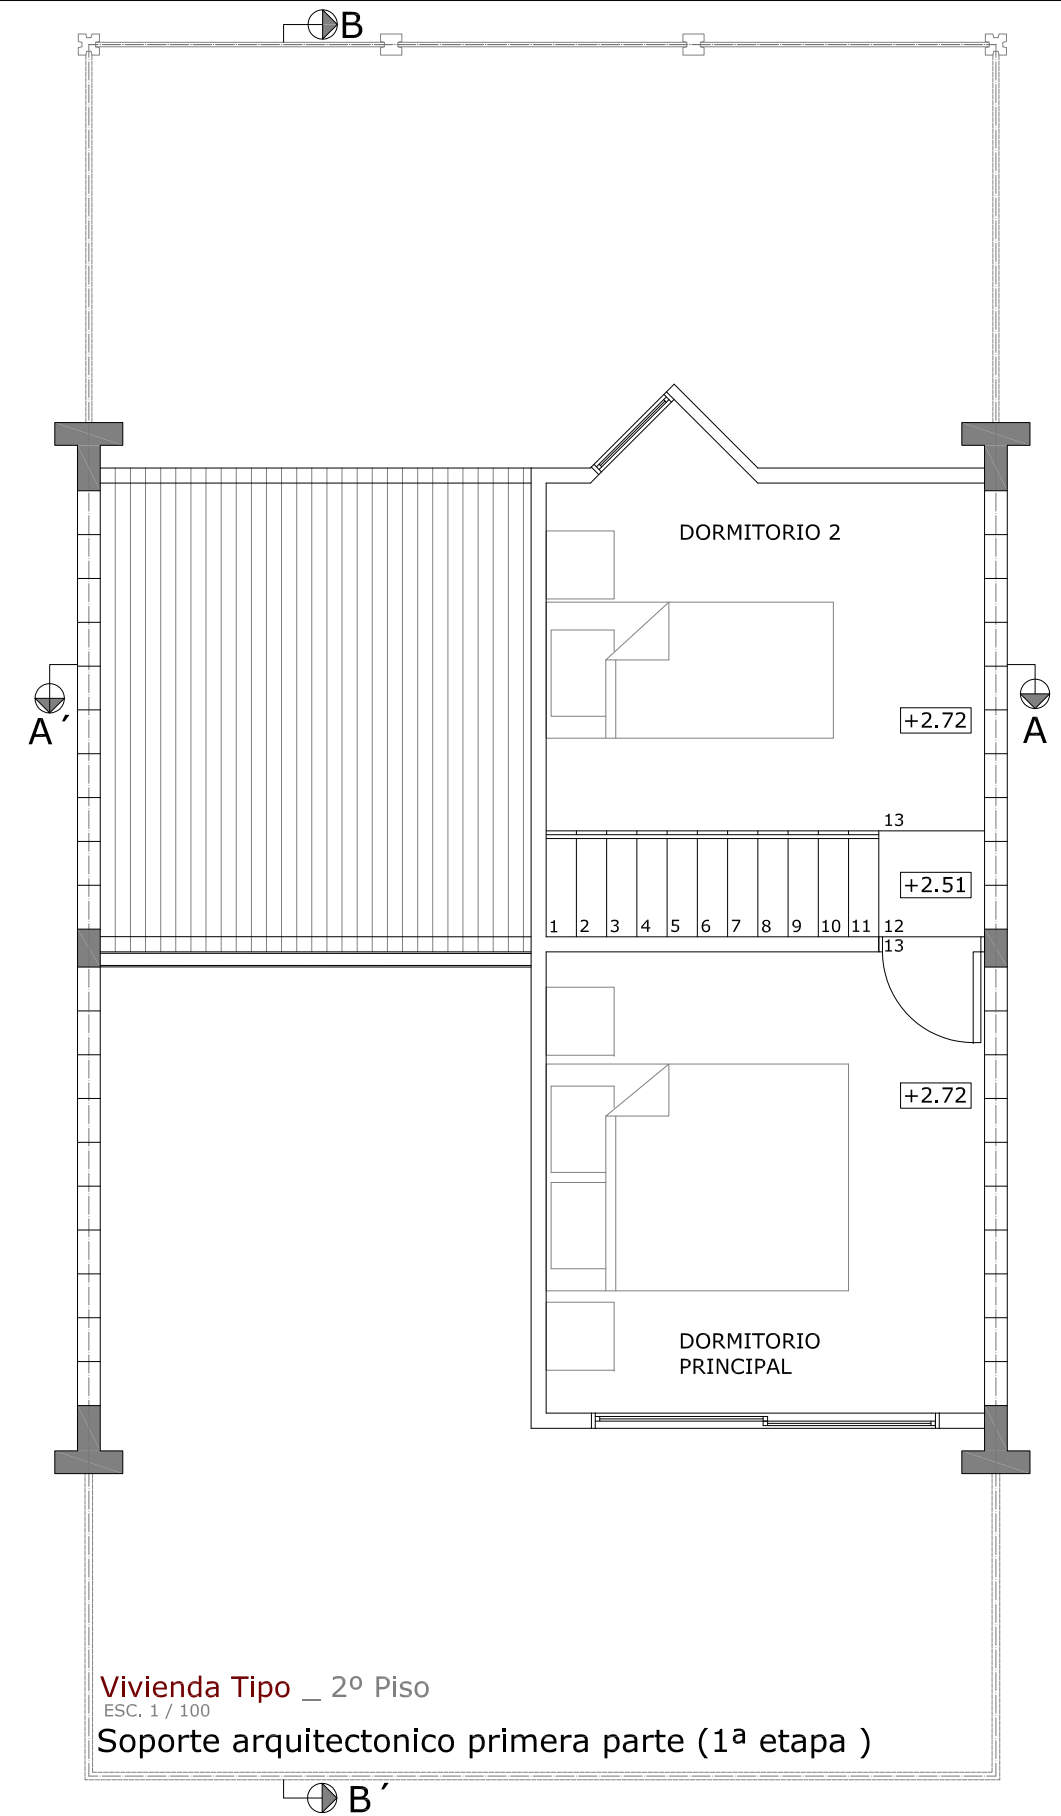 B
DORMITORIO 2
+2.72
A´
A
13
+2.51
1 2 3 4 5 6 7 8 9 10 11 12
13
+2.72
DORMITORIO
PRINCIPAL
Vivienda Tipo _ 2º Piso
ESC. 1 / 100
Soporte arquitectonico primera parte (1ª etapa )
B´